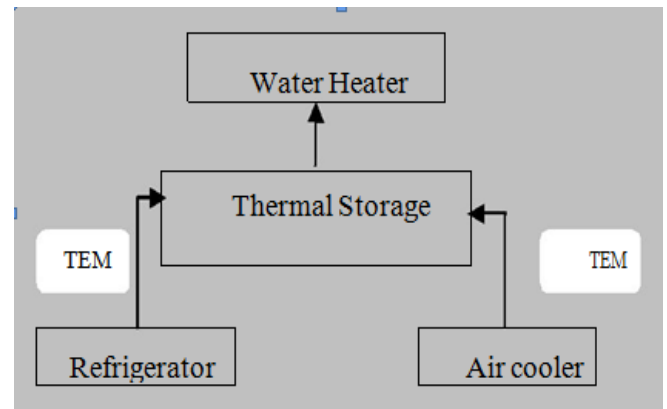 Water Heater
Thermal Storage
TEM
TEM
Refrigerator
Air cooler